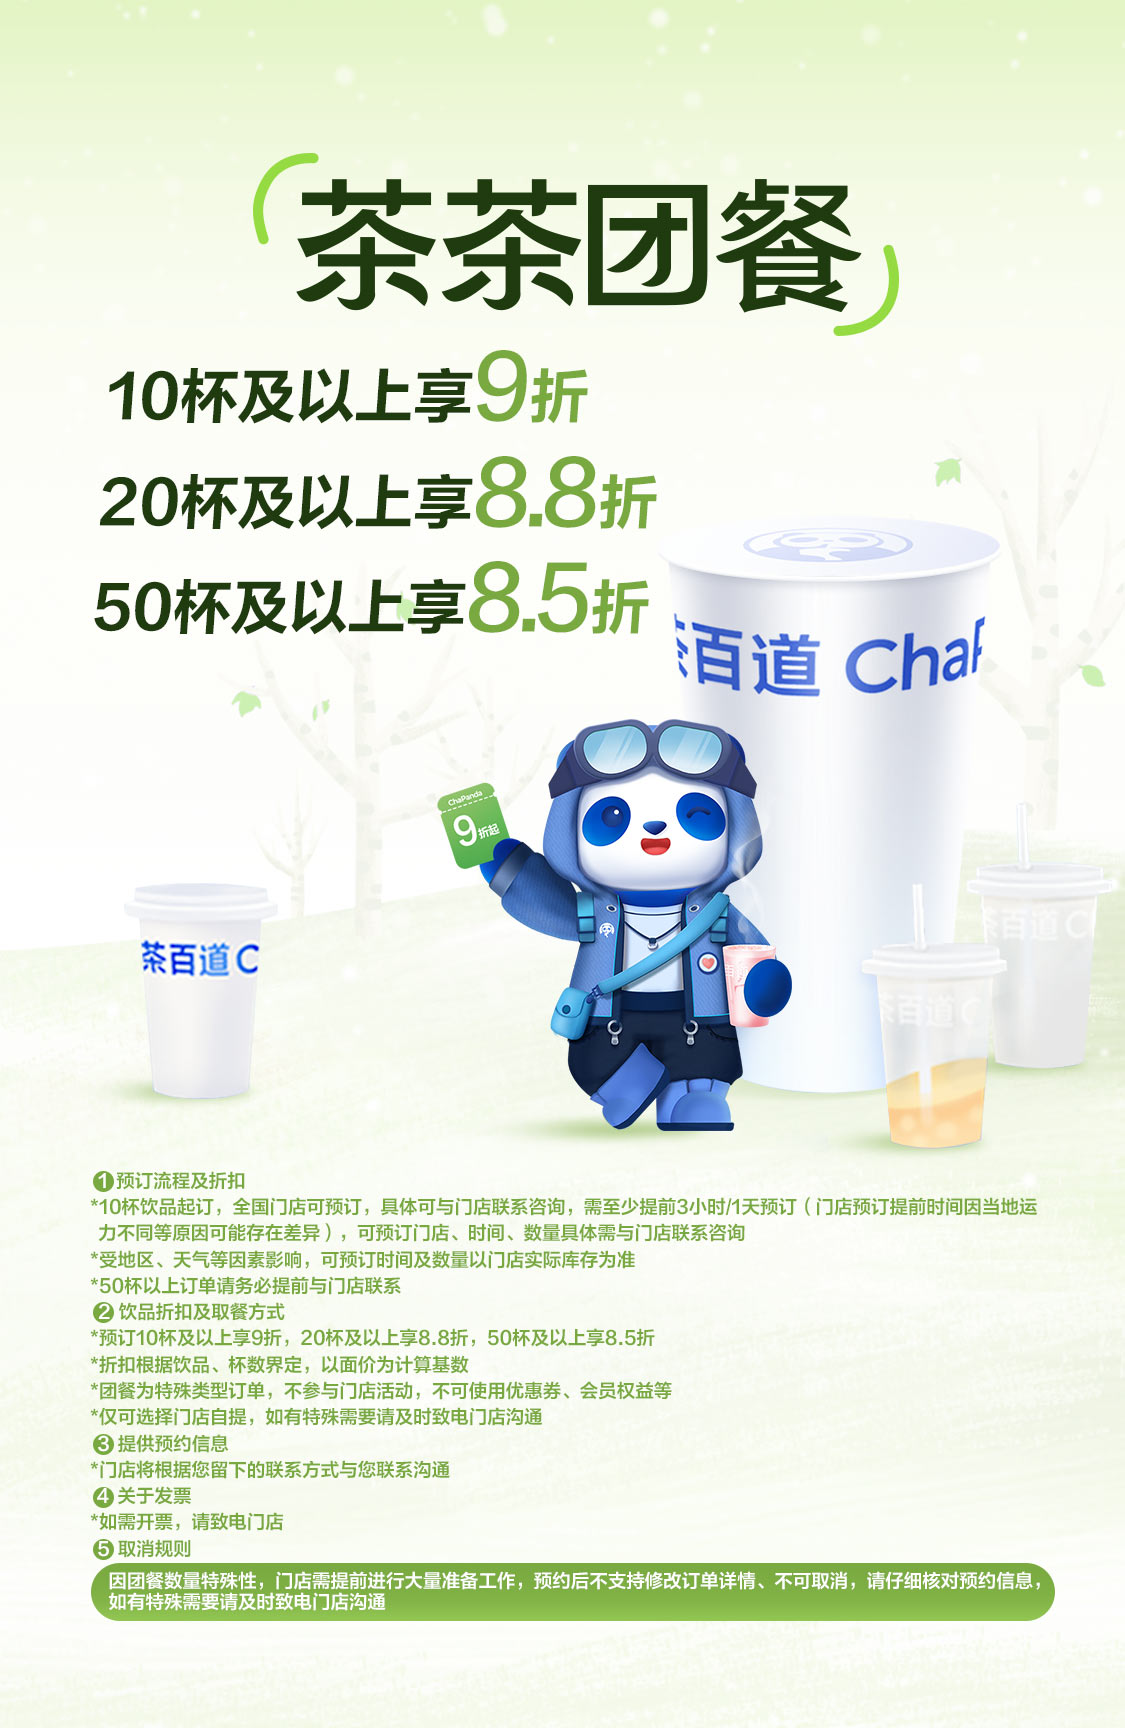 茶茶团餐
10杯及以上享9折
20杯及以上享8.8折
50杯及以上享8.5折
茶百道 ChaP
ChaPanda
9折起
茶百道 C
茶百道 C
茶百道 C
1 预订流程及折扣
*10杯饮品起订，全国门店可预订，具体可与门店联系咨询，需至少提前3小时/1天预订（门店预订提前时间因当地运
力不同等原因可能存在差异），可预订门店、时间、数量具体需与门店联系咨询
*受地区、天气等因素影响，可预订时间及数量以门店实际库存为准
*50杯以上订单请务必提前与门店联系
2 饮品折扣及取餐方式
*预订10杯及以上享9折，20杯及以上享8.8折，50杯及以上享8.5折
*折扣根据饮品、杯数界定，以面价为计算基数
*团餐为特殊类型订单，不参与门店活动，不可使用优惠券、会员权益等
*仅可选择门店自提，如有特殊需要请及时致电门店沟通
3 提供预约信息
*门店将根据您留下的联系方式与您联系沟通
4 关于发票
*如需开票，请致电门店
5 取消规则
因团餐数量特殊性，门店需提前进行大量准备工作，预约后不支持修改订单详情、不可取消，请仔细核对预约信息，
如有特殊需要请及时致电门店沟通